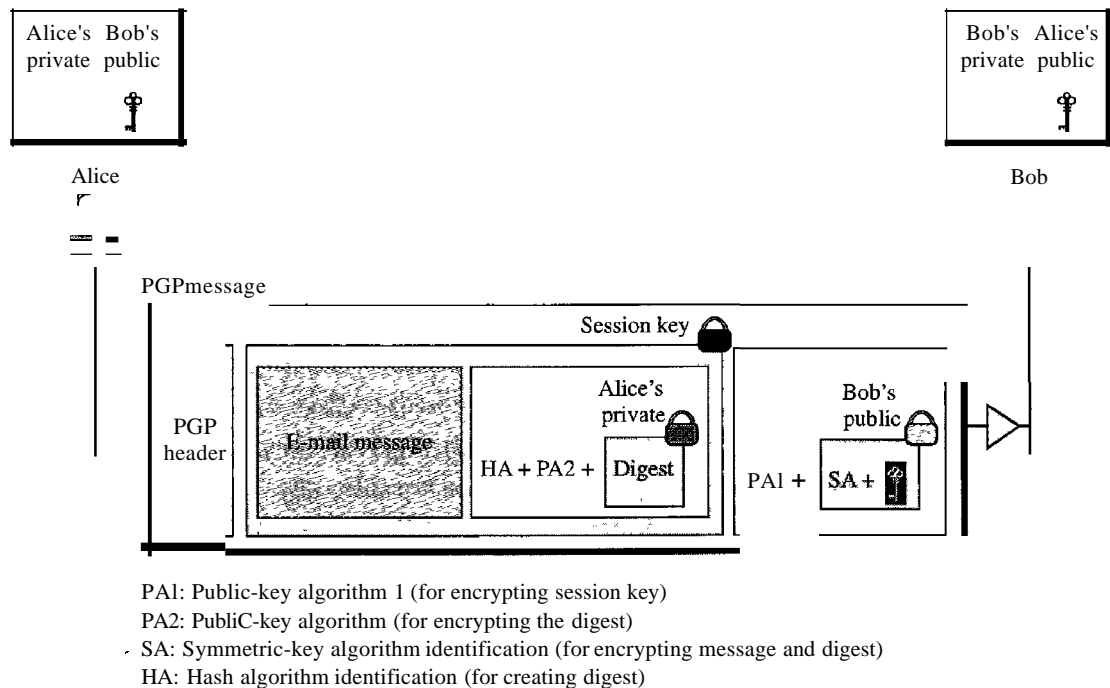 Alice's Bob's
private public
Bob's Alice's
private public
Alice
Bob
PGPmessage
Session key
PGP
header
E-mail message
HA + PA2 +
Alice's
private
Digest
PAl +
Bob's
public
SA +
PAl: Public-key algorithm 1 (for encrypting session key)
PA2: PubliC-key algorithm (for encrypting the digest)
SA: Symmetric-key algorithm identification (for encrypting message and digest)
HA: Hash algorithm identification (for creating digest)